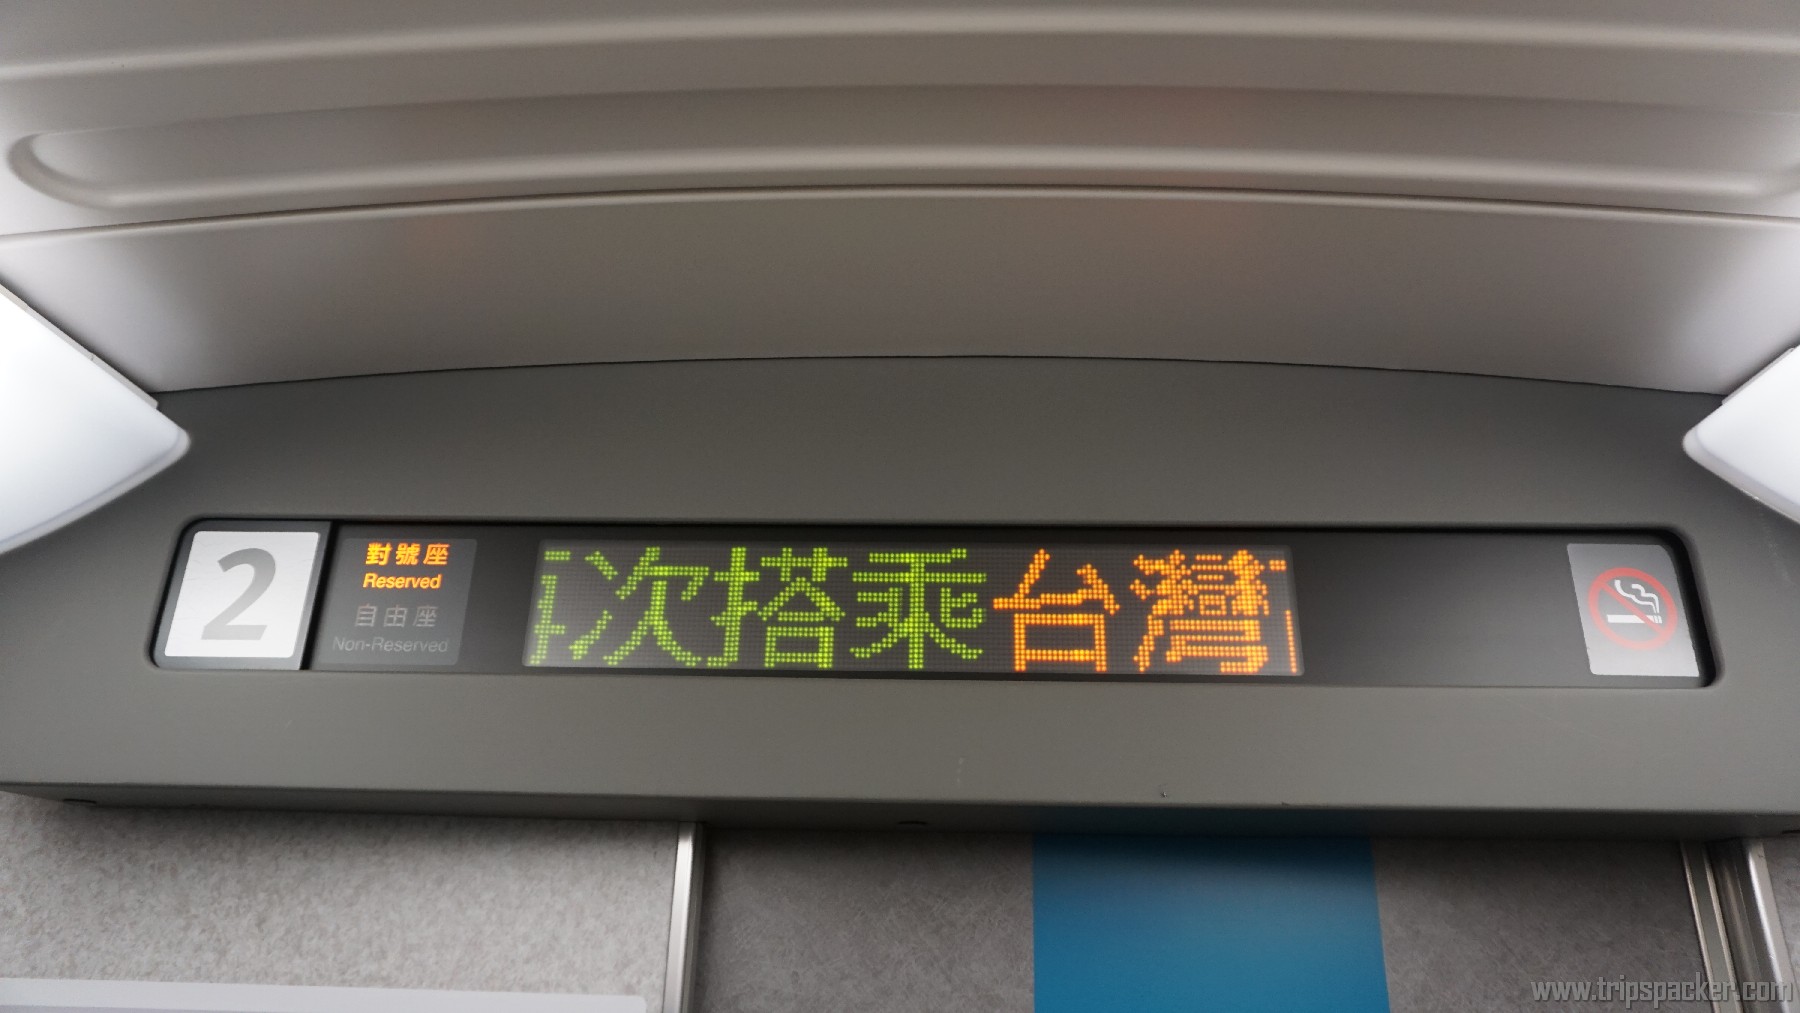 2
對號座
Reserved
自由座
Non-Reserved
次搭乘台灣
www.tripspacker.com